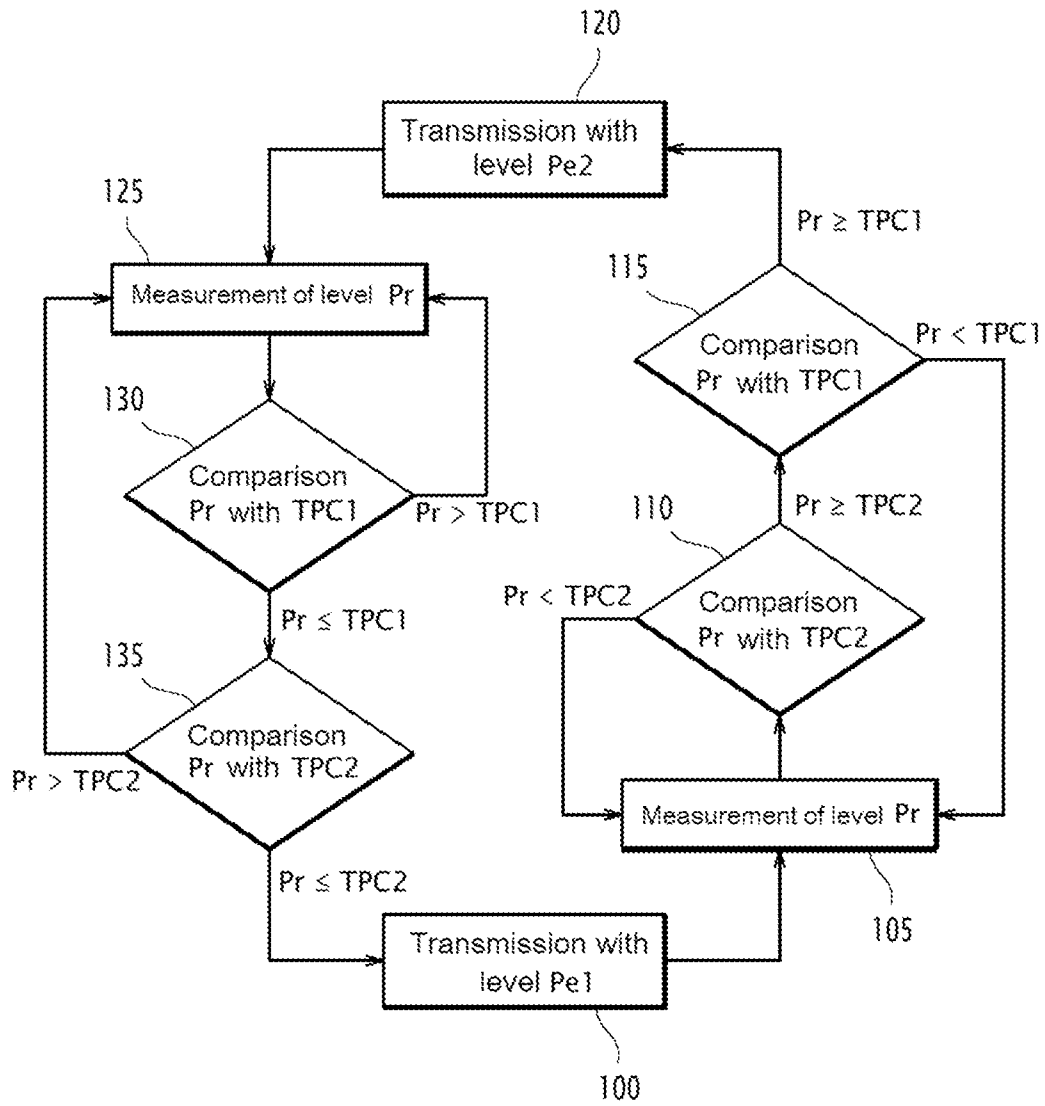 120
Transmission with
level Pe2
125
Measurement of level Pr
Pr ≥ TPC1
115
Comparison
Pr with TPC1
Pr < TPC1
130
Comparison
Pr with TPC1
Pr > TPC1
Pr ≥ TPC2
110
Comparison
Pr with TPC2
Pr < TPC2
Pr ≤ TPC1
135
Comparison
Pr with TPC2
Pr > TPC2
Measurement of level Pr
105
Pr ≤ TPC2
Transmission with
level Pe1
100